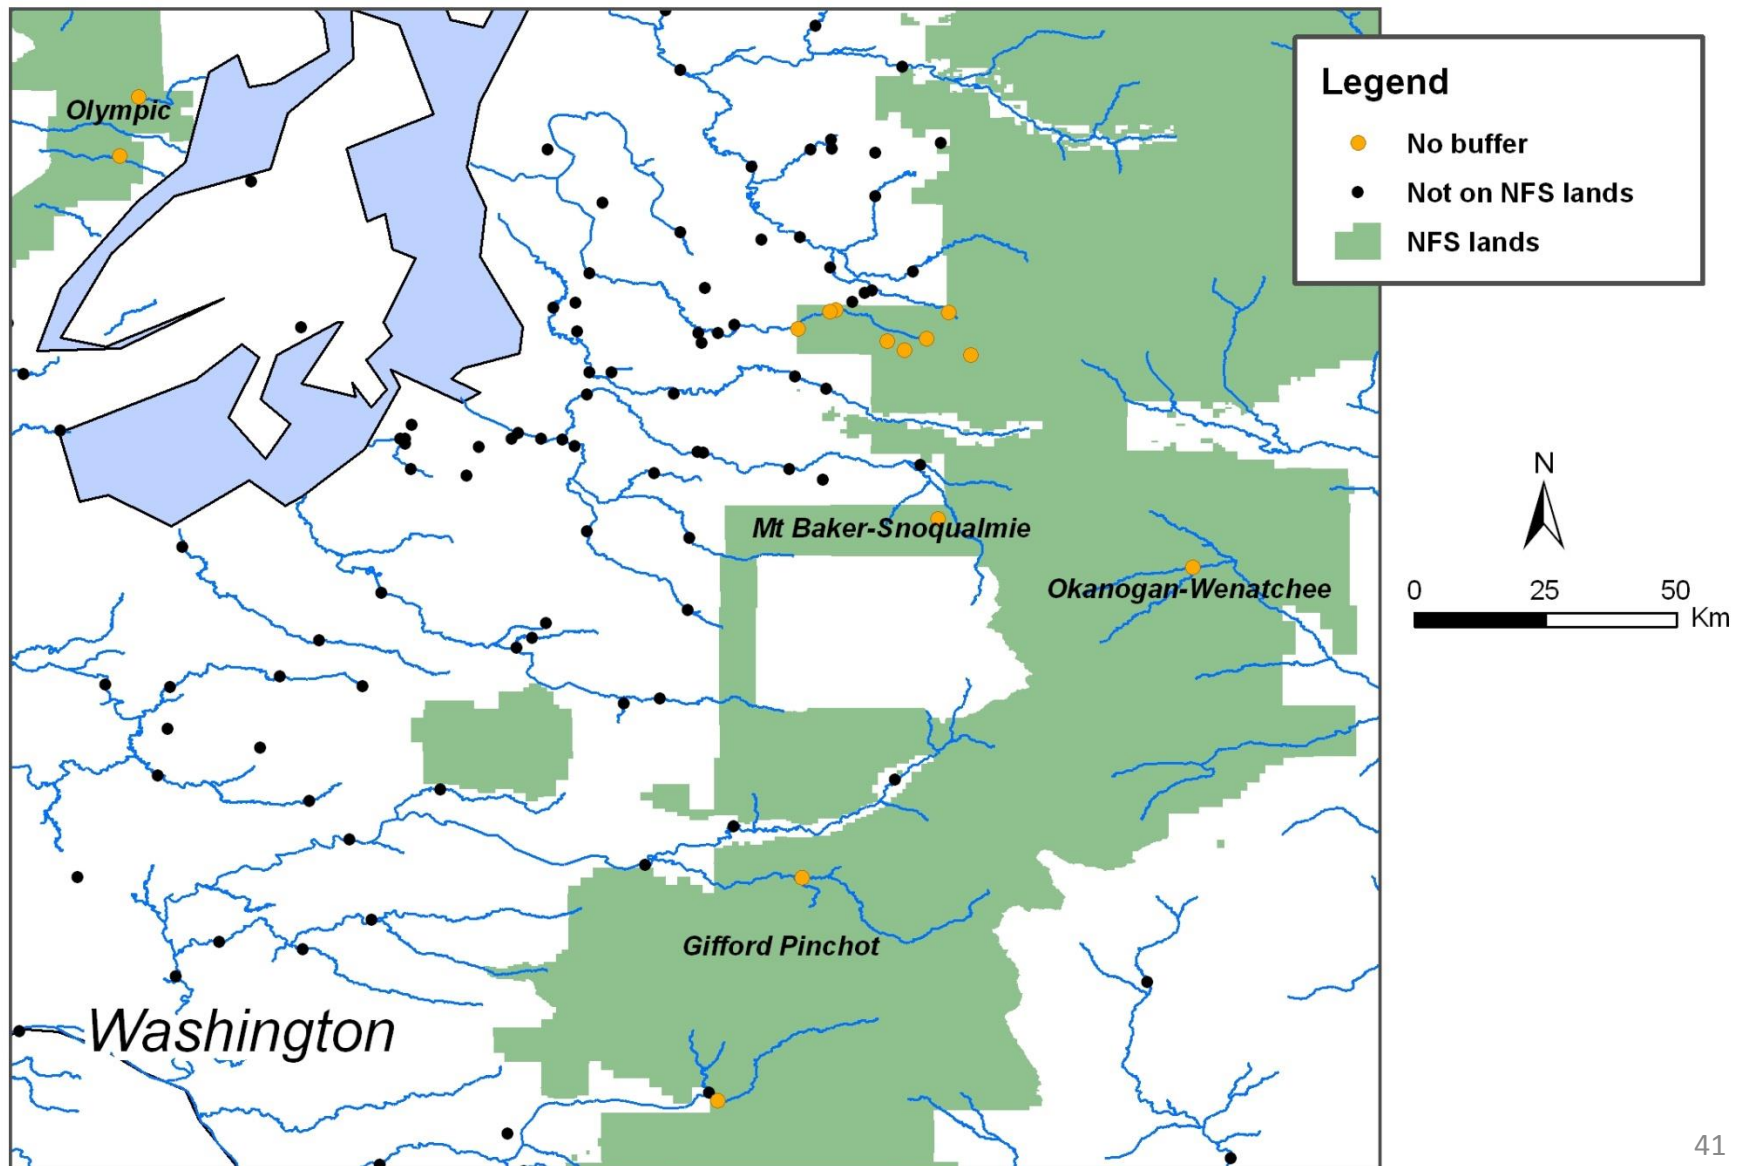 Legend
No buffer
Not on NFS lands
NFS lands
Olympic
N
0 25 50
Km
Mt Baker-Snoqualmie
Okanogan-Wenatchee
Gifford Pinchot
Washington
41